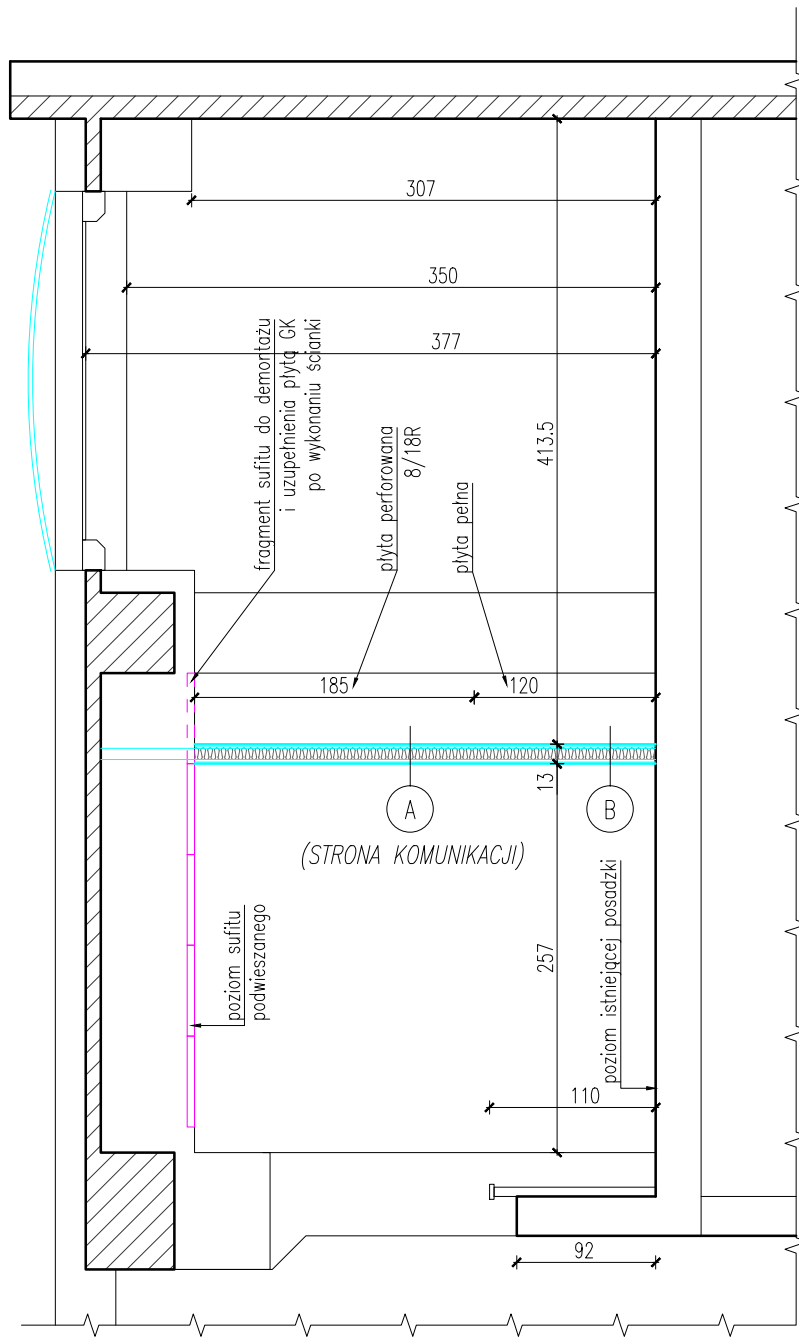 307
350
377
413.5
fragment sufitu do demontażu
i uzupełnienia płytą GK
po wykonaniu ścianki
płyta perforowana
8/18R
płyta pełna
185
120
13
A
B
(STRONA KOMUNIKACJI)
poziom sufitu
podwieszanego
257
poziom istniejącej posadzki
110
92